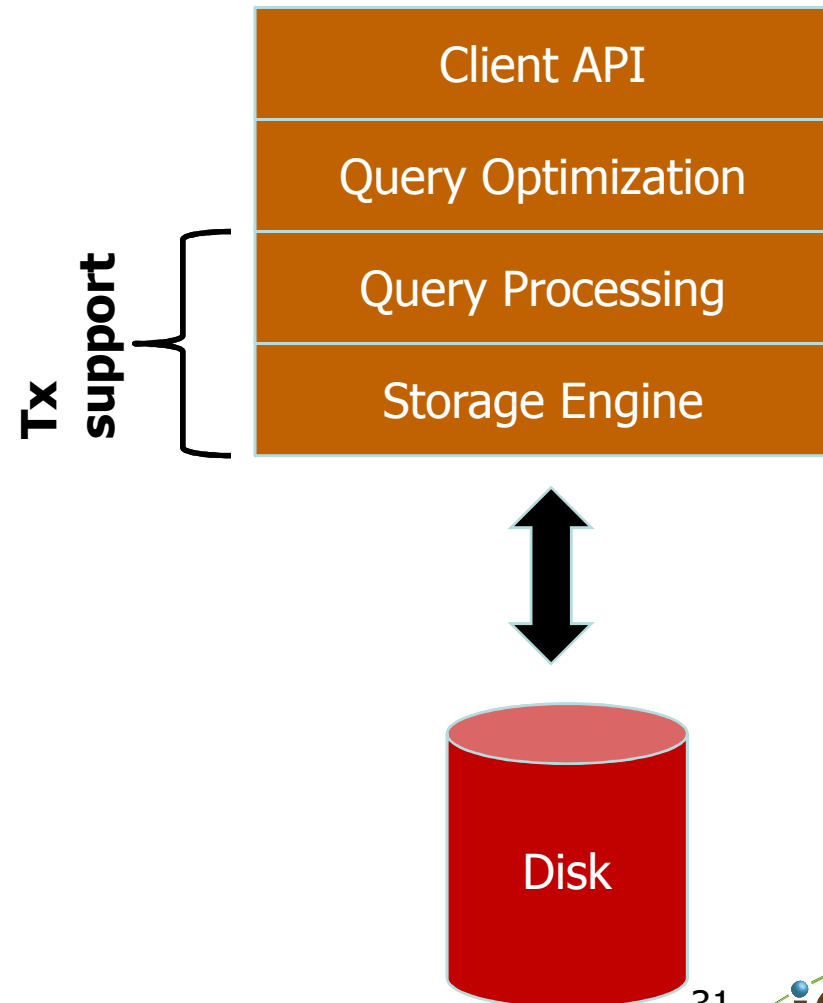 Client API
Query Optimization
Query Processing
Storage Engine
Tx
support
Disk